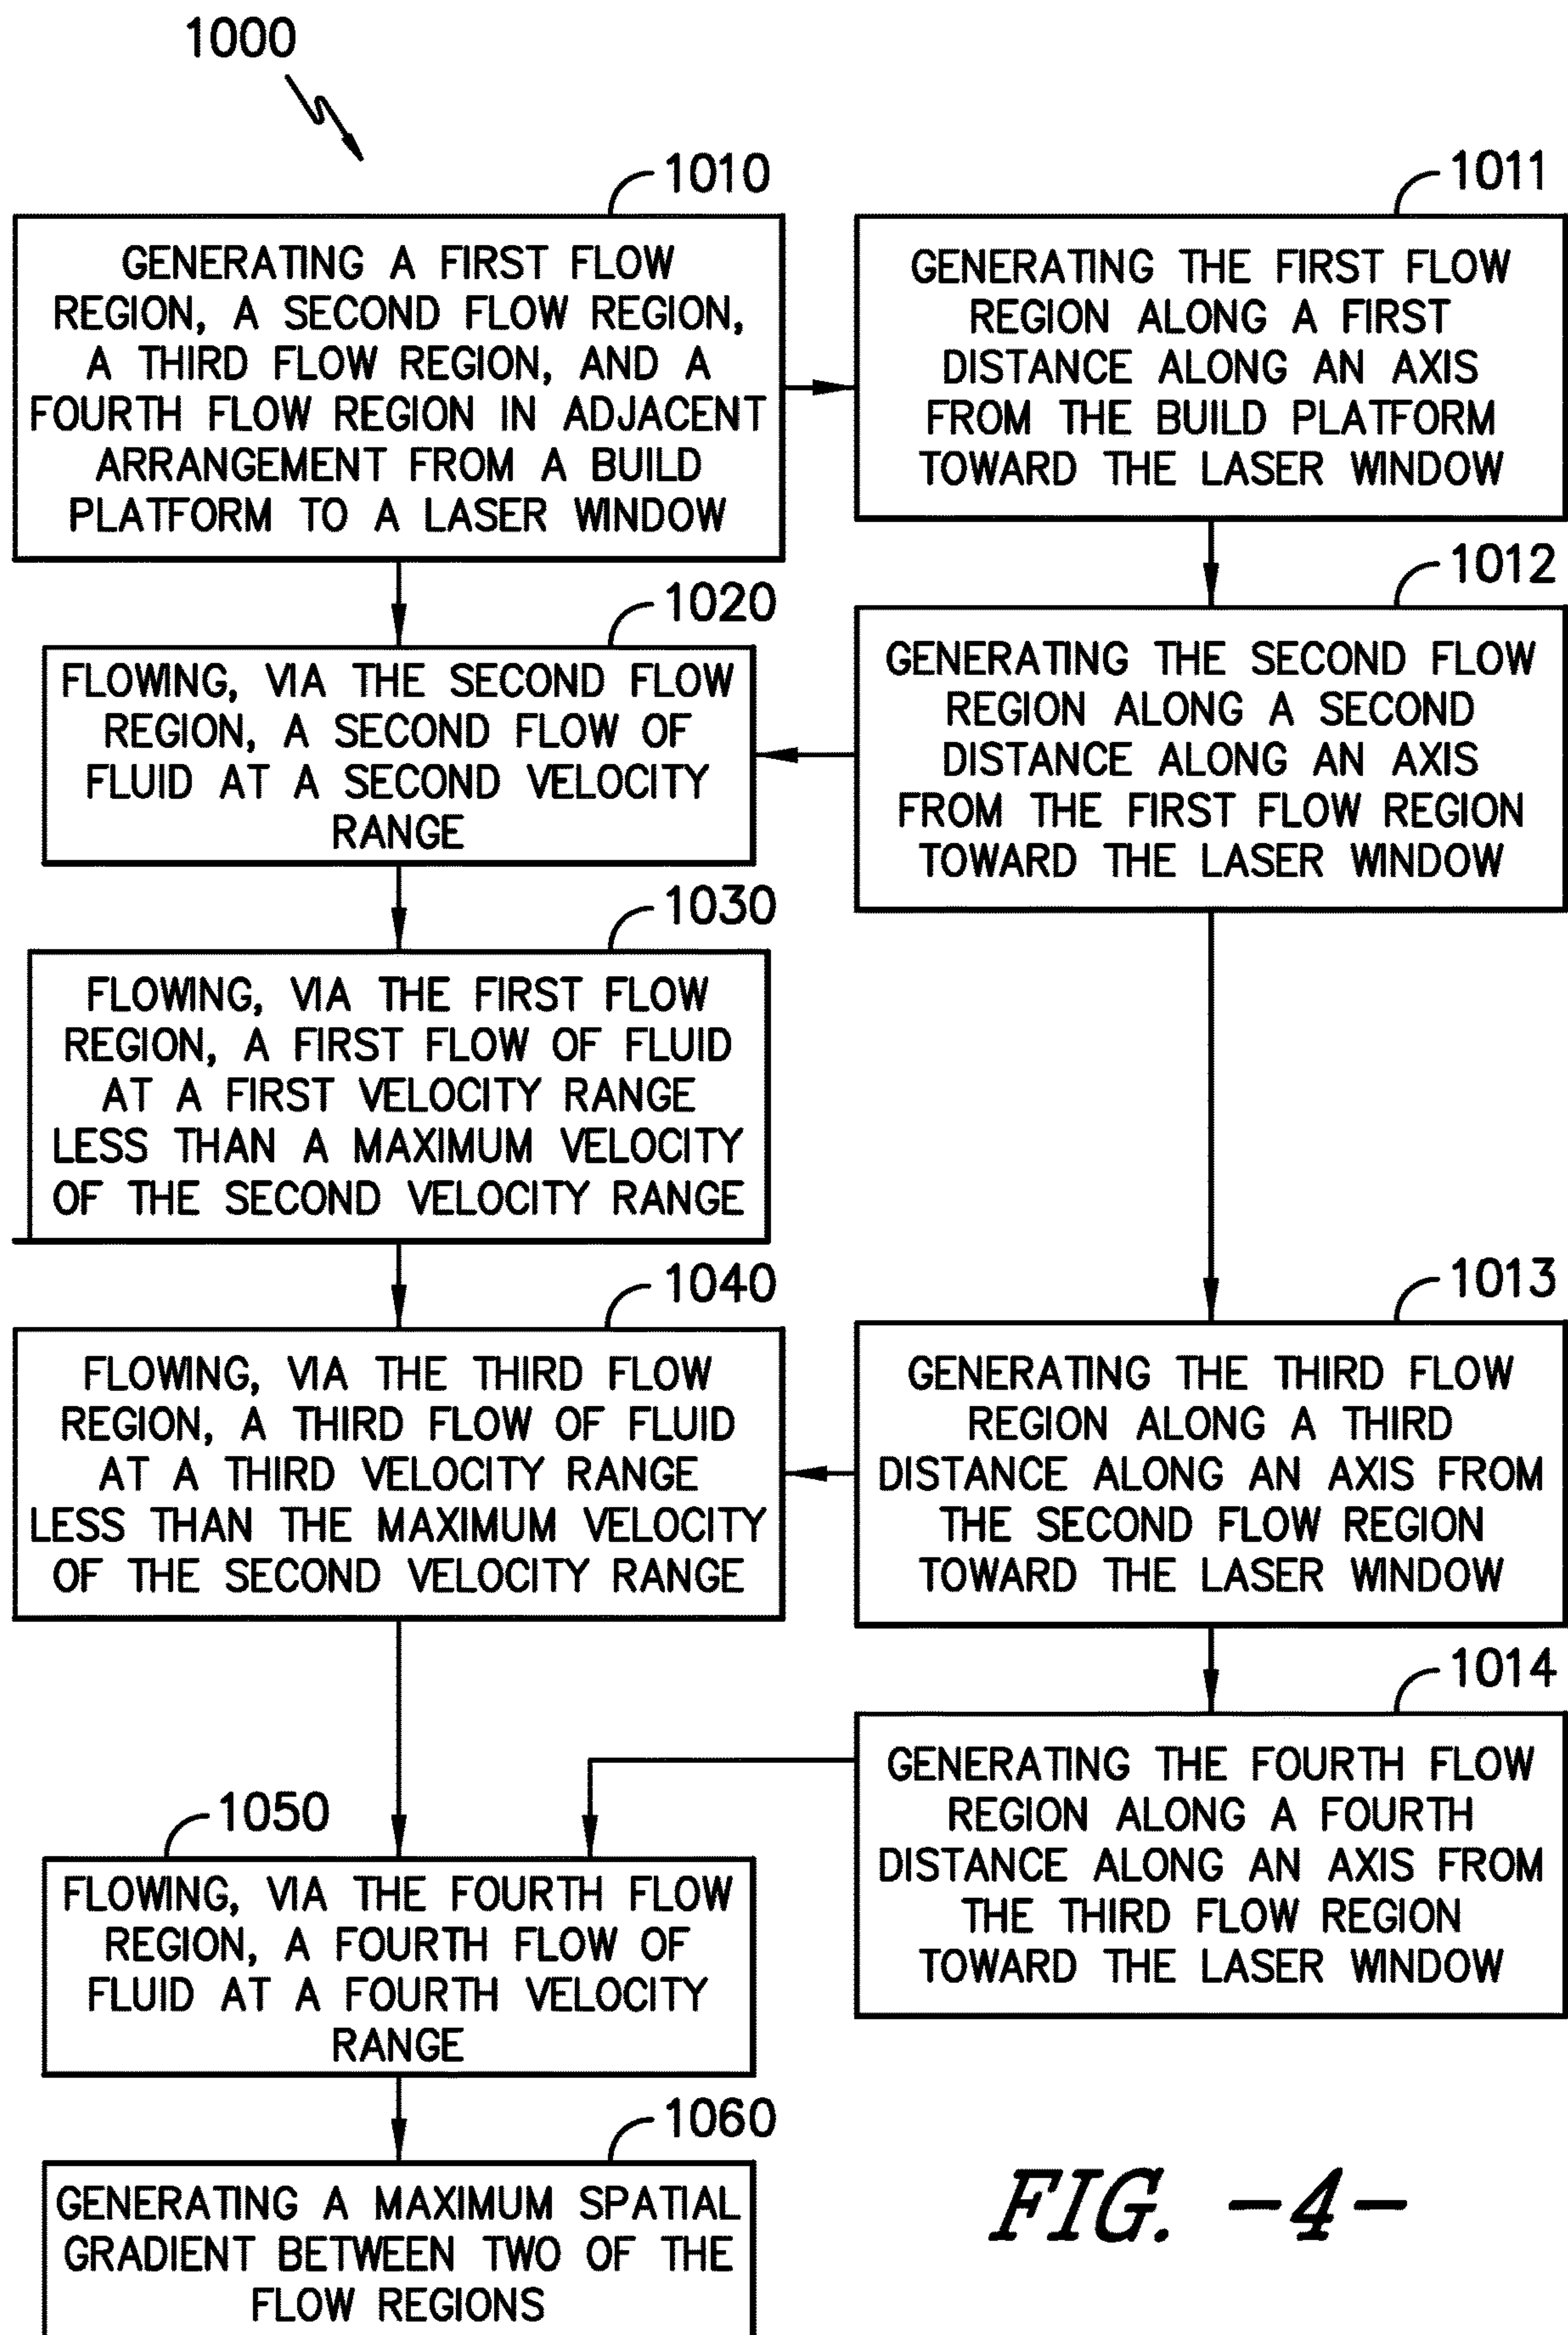 1000
1010
GENERATING A FIRST FLOW
REGION, A SECOND FLOW REGION,
A THIRD FLOW REGION, AND A
FOURTH FLOW REGION IN ADJACENT
ARRANGEMENT FROM A BUILD
PLATFORM TO A LASER WINDOW
1011
GENERATING THE FIRST FLOW
REGION ALONG A FIRST
DISTANCE ALONG AN AXIS
FROM THE BUILD PLATFORM
TOWARD THE LASER WINDOW
1012
GENERATING THE SECOND FLOW
REGION ALONG A SECOND
DISTANCE ALONG AN AXIS
FROM THE FIRST FLOW REGION
TOWARD THE LASER WINDOW
1020
FLOWING, VIA THE SECOND FLOW
REGION, A SECOND FLOW OF
FLUID AT A SECOND VELOCITY
RANGE
1030
FLOWING, VIA THE FIRST FLOW
REGION, A FIRST FLOW OF FLUID
AT A FIRST VELOCITY RANGE
LESS THAN A MAXIMUM VELOCITY
OF THE SECOND VELOCITY RANGE
1040
FLOWING, VIA THE THIRD FLOW
REGION, A THIRD FLOW OF FLUID
AT A THIRD VELOCITY RANGE
LESS THAN THE MAXIMUM VELOCITY
OF THE SECOND VELOCITY RANGE
1013
GENERATING THE THIRD FLOW
REGION ALONG A THIRD
DISTANCE ALONG AN AXIS FROM
THE SECOND FLOW REGION
TOWARD THE LASER WINDOW
1014
GENERATING THE FOURTH FLOW
REGION ALONG A FOURTH
DISTANCE ALONG AN AXIS FROM
THE THIRD FLOW REGION
TOWARD THE LASER WINDOW
1050
FLOWING, VIA THE FOURTH FLOW
REGION, A FOURTH FLOW OF
FLUID AT A FOURTH VELOCITY
RANGE
1060
GENERATING A MAXIMUM SPATIAL
GRADIENT BETWEEN TWO OF THE
FLOW REGIONS
FIG. -4-